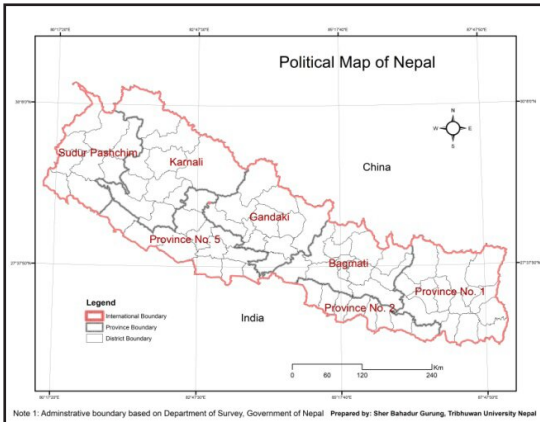 Political Map of Nepal
N
W E
S
China
Sudur Pashchim
Karnali
Gandaki
Province No. 5
Bagmati
Province No. 1
Province No. 2
India
Legend
International Boundary
Province Boundary
District Boundary
Km
0 60 120 240
Note 1: Adminstrative boundary based on Department of Survey, Government of Nepal Prepared by: Sher Bahadur Gurung, Tribhuwan University Nepal